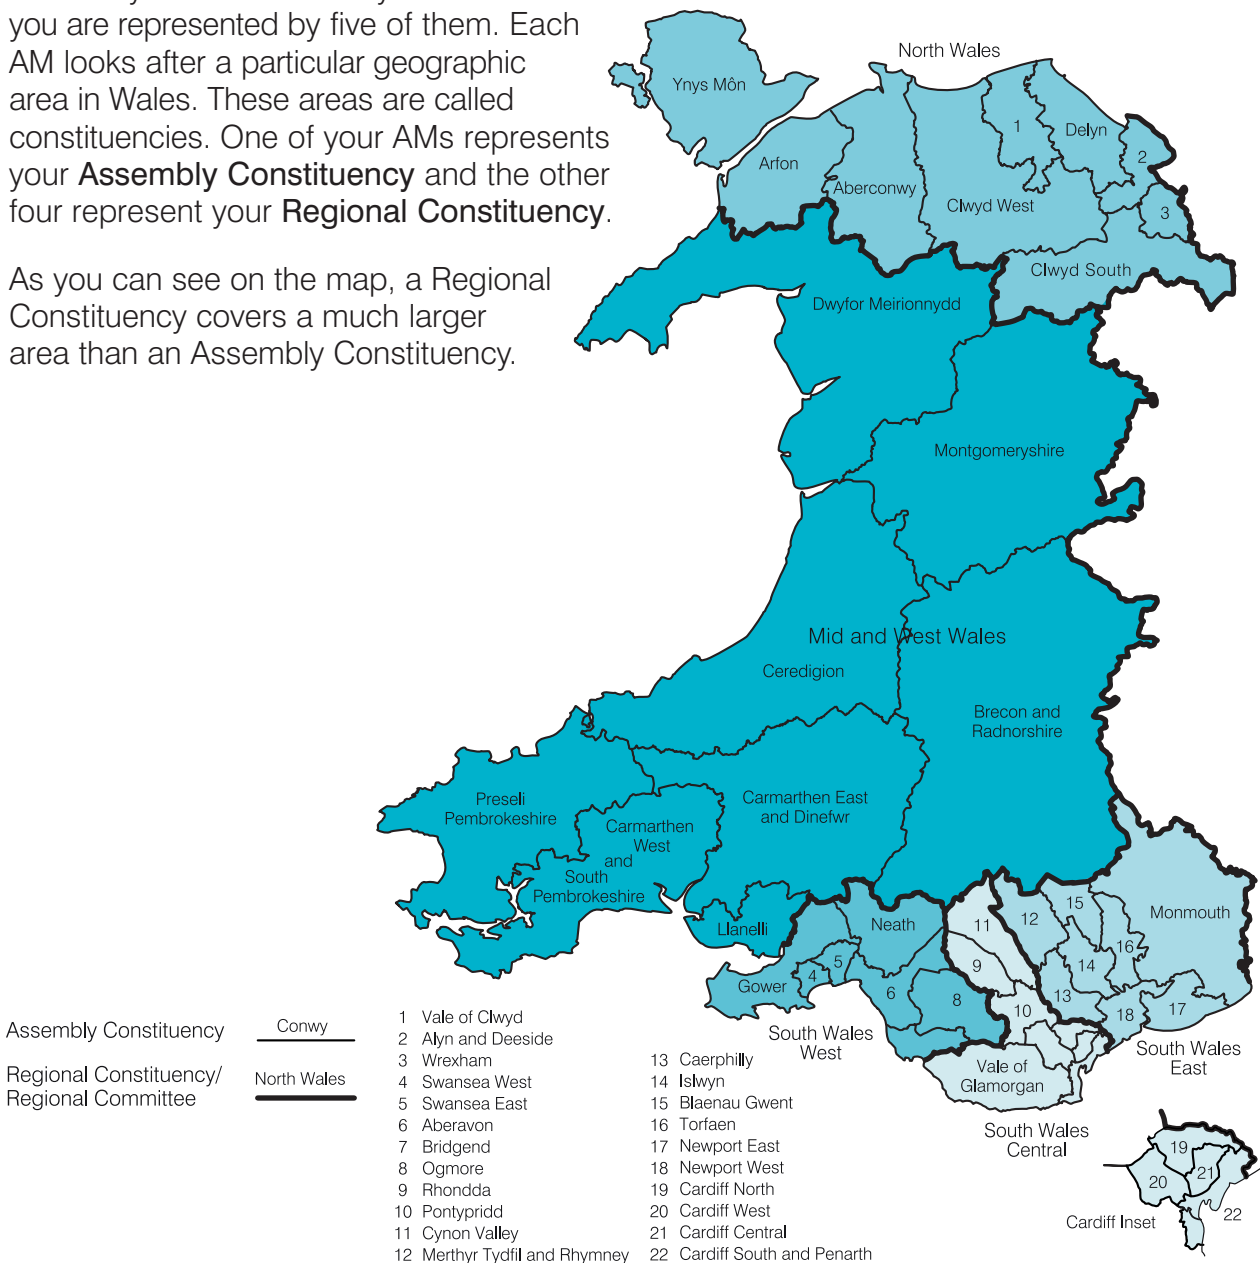 you are represented by five of them. Each
AM looks after a particular geographic
area in Wales. These areas are called
constituencies. One of your AMs represents
your Assembly Constituency and the other
four represent your Regional Constituency.
As you can see on the map, a Regional
Constituency covers a much larger
area than an Assembly Constituency.
North Wales
Ynys Môn
Arfon
Aberconwy
Clwyd West
1
Delyn
2
3
Clwyd South
Dwyfor Meirionnydd
Montgomeryshire
Mid and West Wales
Ceredigion
Brecon and
Radnorshire
Preseli
Pembrokeshire
Carmarthen
West
and
South
Pembrokeshire
Carmarthen East
and Dinefwr
Llanelli
Gower
4
5
Neath
6
8
South Wales
West
11
9
10
Vale of
Glamorgan
South Wales
Central
12
15
14
13
16
18
17
Monmouth
South Wales
East
19
20
21
22
Cardiff Inset
Assembly Constituency
Conwy
Regional Constituency/
Regional Committee
North Wales
1 Vale of Clwyd
2 Alyn and Deeside
3 Wrexham
4 Swansea West
5 Swansea East
6 Aberavon
7 Bridgend
8 Ogmore
9 Rhondda
10 Pontypridd
11 Cynon Valley
12 Merthyr Tydfil and Rhymney
13 Caerphilly
14 Islwyn
15 Blaenau Gwent
16 Torfaen
17 Newport East
18 Newport West
19 Cardiff North
20 Cardiff West
21 Cardiff Central
22 Cardiff South and Penarth